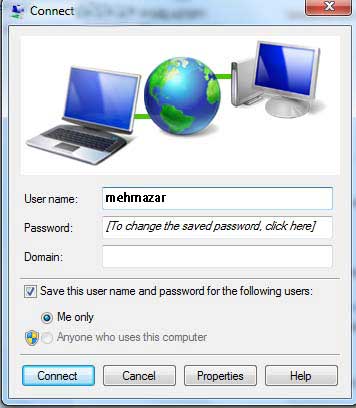 Connect
User name:
mehrnazar
Password:
[To change the saved password, click here]
Domain:
Save this user name and password for the following users:
Me only
Anyone who uses this computer
Connect
Cancel
Properties
Help